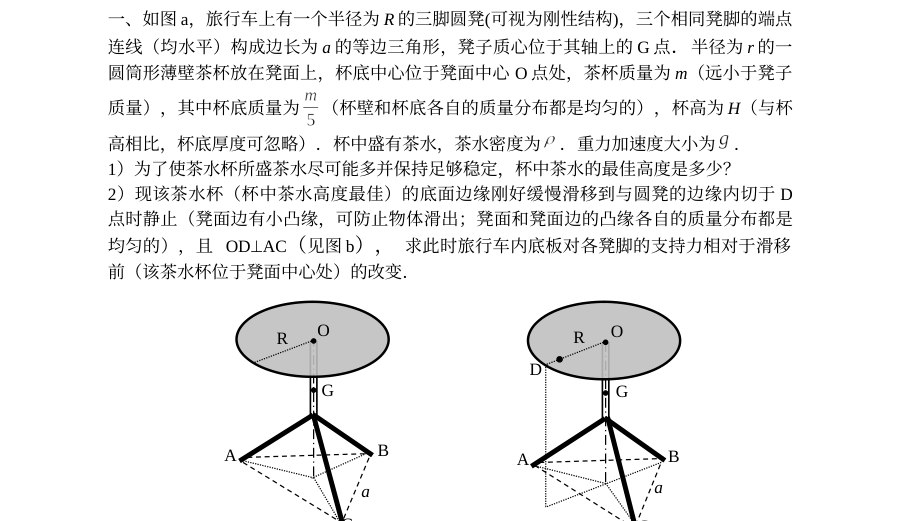 一、如图 a，旅行车上有一个半径为 R 的三脚圆凳(可视为刚性结构)，三个相同凳脚的端点
连线（均水平）构成边长为 a 的等边三角形，凳子质心位于其轴上的 G 点．半径为 r 的一
圆筒形薄壁茶杯放在凳面上，杯底中心位于凳面中心 O 点处，茶杯质量为 m（远小于凳子
质量），其中杯底质量为 m/5（杯壁和杯底各自的质量分布都是均匀的），杯高为 H（与杯
高相比，杯底厚度可忽略）．杯中盛有茶水，茶水密度为 ρ．重力加速度大小为 g．
1）为了使茶水杯所盛茶水尽可能多并保持足够稳定，杯中茶水的最佳高度是多少？
2）现该茶水杯（杯中茶水高度最佳）的底面边缘刚好缓慢滑移到与圆凳的边缘内切于 D
点时静止（凳面边有小凸缘，可防止物体滑出；凳面和凳面边的凸缘各自的质量分布都是
均匀的），且 OD⊥AC（见图 b）， 求此时旅行车内底板对各凳脚的支持力相对于滑移
前（该茶水杯位于凳面中心处）的改变．
R O
G
A B
a
R O
D
G
A B
a